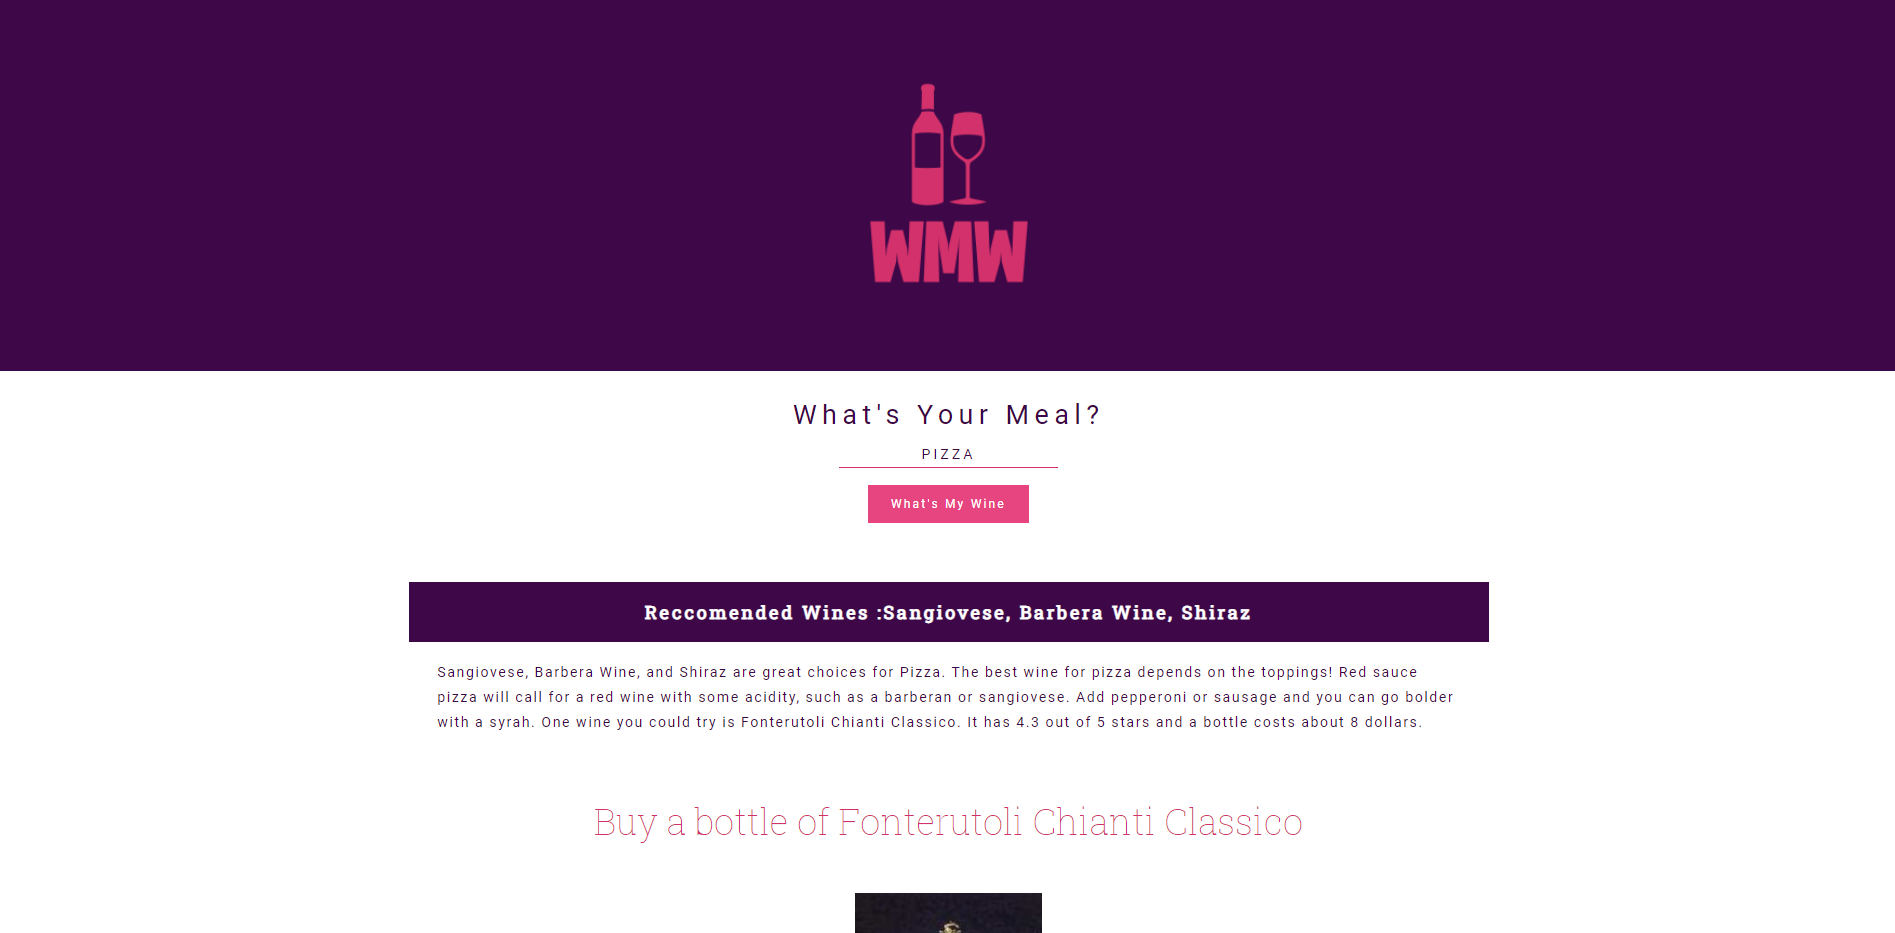 WMW
What's Your Meal?
PIZZA
What's My Wine
Reccomended Wines :Sangiovese, Barbera Wine, Shiraz
Sangiovese, Barbera Wine, and Shiraz are great choices for Pizza. The best wine for pizza depends on the toppings! Red sauce
pizza will call for a red wine with some acidity, such as a barberan or sangiovese. Add pepperoni or sausage and you can go bolder
with a syrah. One wine you could try is Fonterutoli Chianti Classico. It has 4.3 out of 5 stars and a bottle costs about 8 dollars.
Buy a bottle of Fonterutoli Chianti Classico